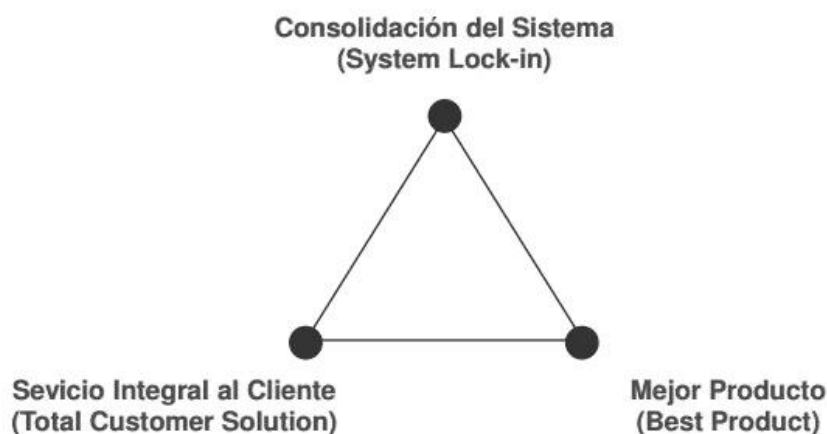 Consolidación del Sistema
(System Lock-in)
Sevicio Integral al Cliente
(Total Customer Solution)
Mejor Producto
(Best Product)